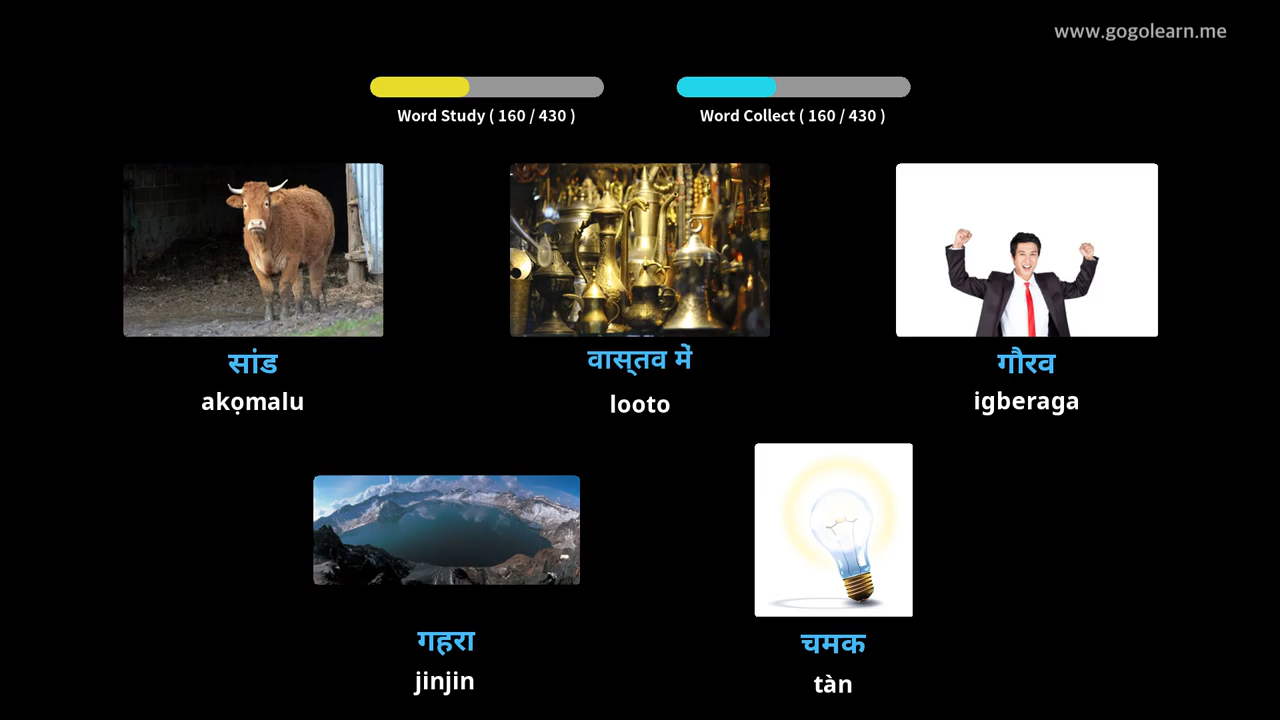 www.gogolearn.me
Word Study ( 160 / 430 )
Word Collect ( 160 / 430 )
सांड
akọmalu
वास्तव में
looto
गौरव
igberaga
गहरा
jinjin
चमक
tàn